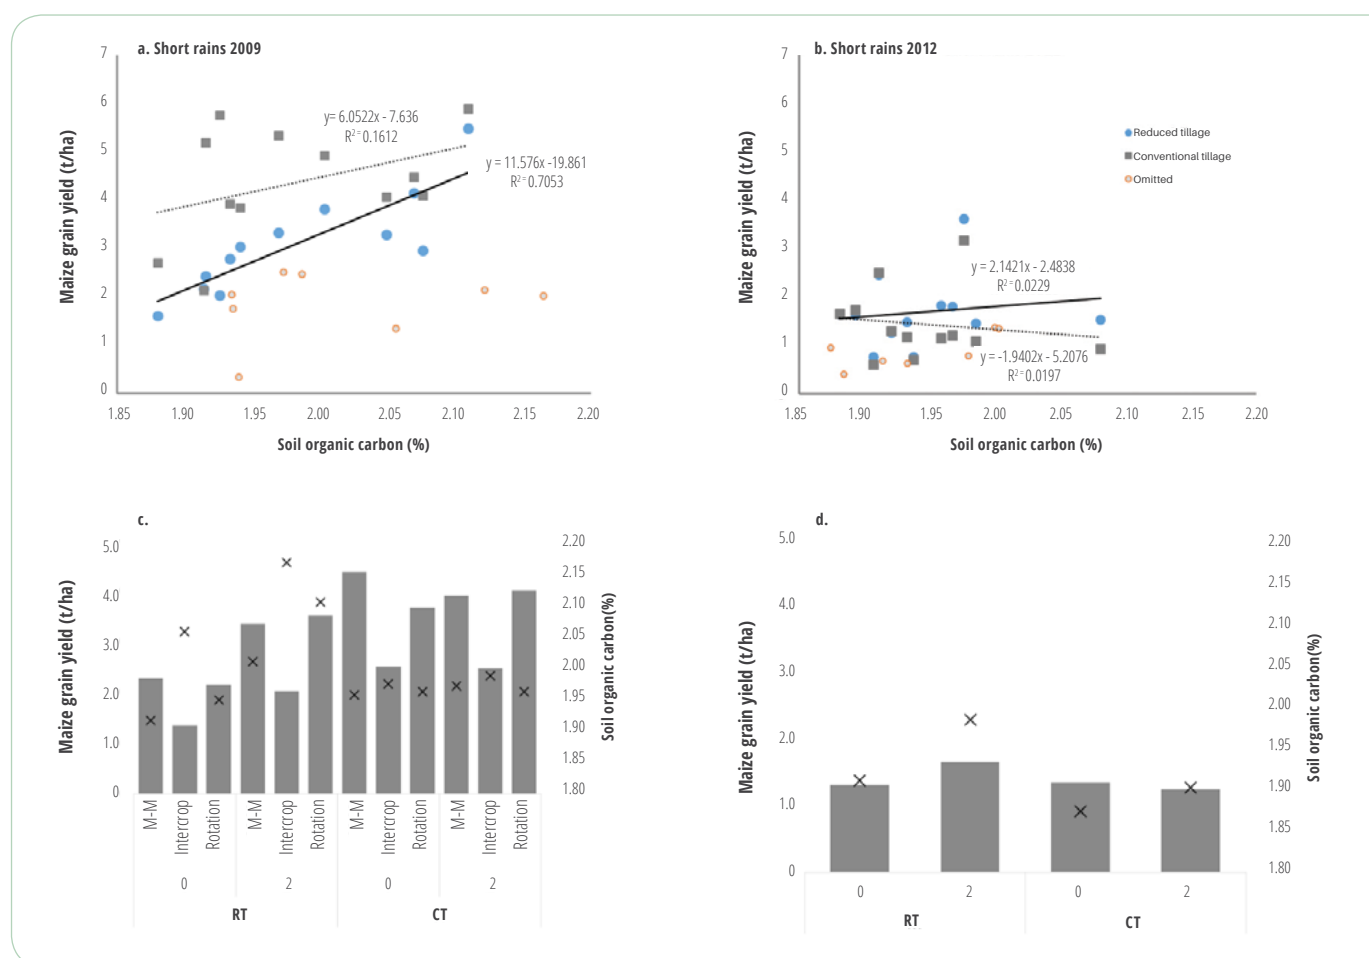 a. Short rains 2009
Maize grain yield (t/ha)
7
6
5
4
3
2
1
0
y= 6.0522x - 7.636
R²⁼0.1612
y = 11.576x -19.861
R²⁼0.7053
1.85 1.90 1.95 2.00 2.05 2.10 2.15 2.20
Soil organic carbon (%)
b. Short rains 2012
Maize grain yield (t/ha)
7
6
5
4
3
2
1
0
Reduced tillage
Conventional tillage
Omitted
y = 2.1421x - 2.4838
R²⁼0.0229
y = -1.9402x - 5.2076
R²⁼0.0197
1.85 1.90 1.95 2.00 2.05 2.10 2.15 2.20
Soil organic carbon (%)
c.
Maize grain yield (t/ha)
5.0
4.0
3.0
2.0
1.0
0
2.20
2.15
2.10
2.05
2.00
1.95
1.90
1.85
1.80
Soil organic carbon(%)
M-M Intercrop Rotation M-M Intercrop Rotation M-M Intercrop Rotation M-M Intercrop Rotation
0 2 0 2
RT CT
d.
Maize grain yield (t/ha)
5.0
4.0
3.0
2.0
1.0
0
2.20
2.15
2.10
2.05
2.00
1.95
1.90
1.85
1.80
Soil organic carbon(%)
0 2 0 2
RT CT